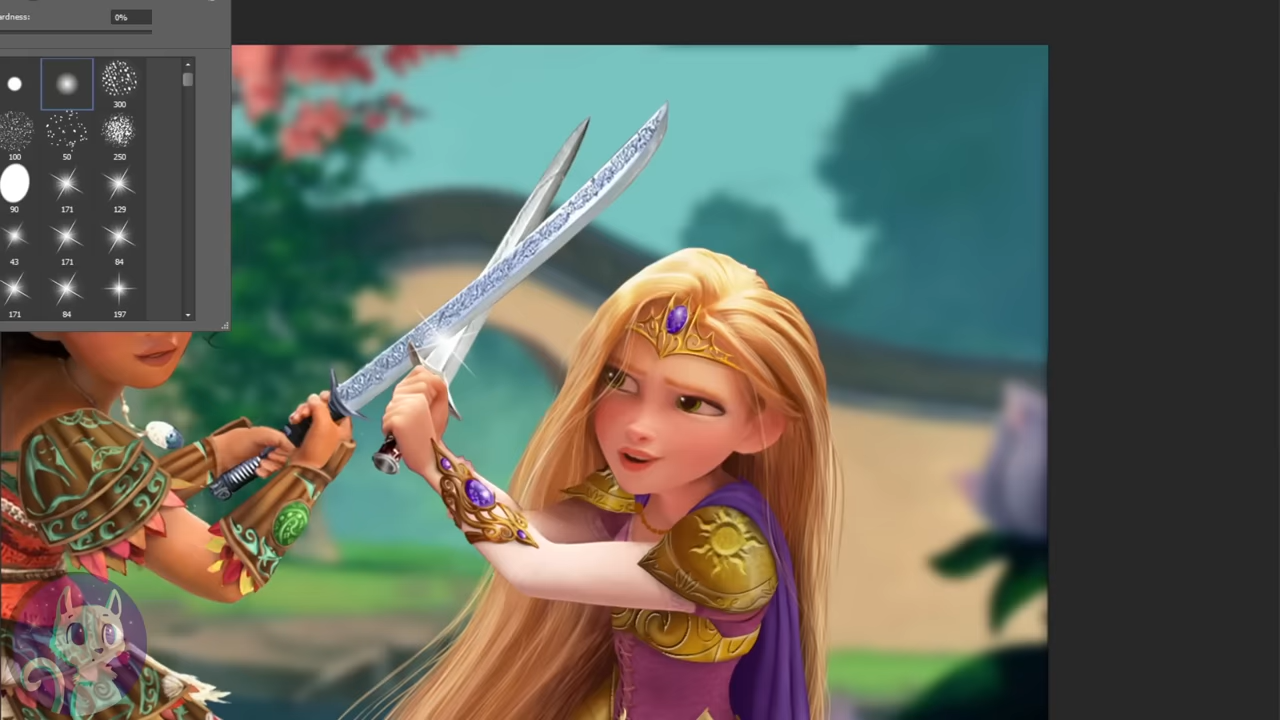 ardness: 0%
300
100 50 250
90 171 129
43 171 84
171 84 197